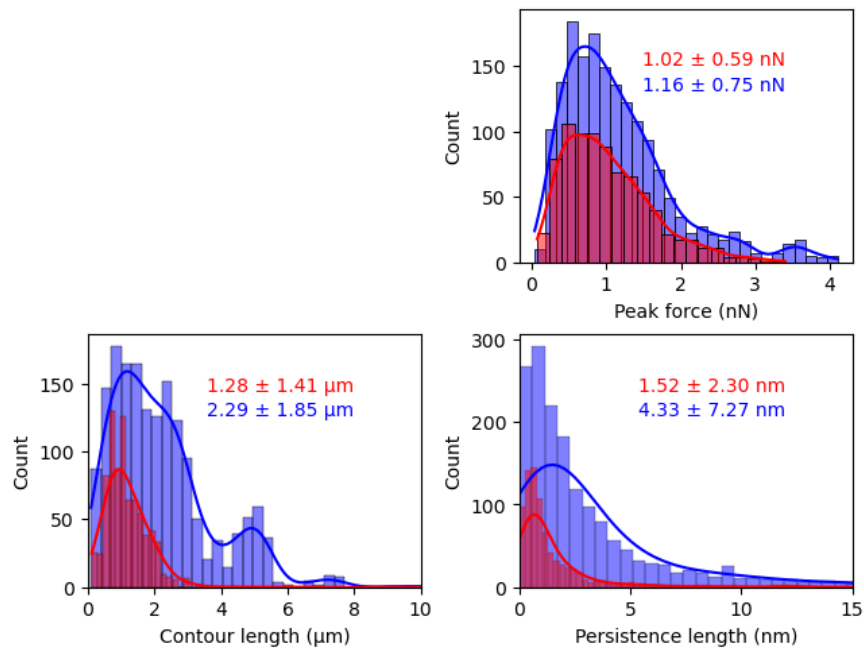 150
100
50
0
Count
1.02 ± 0.59 nN
1.16 ± 0.75 nN
0 1 2 3 4
Peak force (nN)
150
100
50
0
Count
1.28 ± 1.41 µm
2.29 ± 1.85 µm
0 2 4 6 8 10
Contour length (µm)
300
200
100
0
Count
1.52 ± 2.30 nm
4.33 ± 7.27 nm
0 5 10 15
Persistence length (nm)